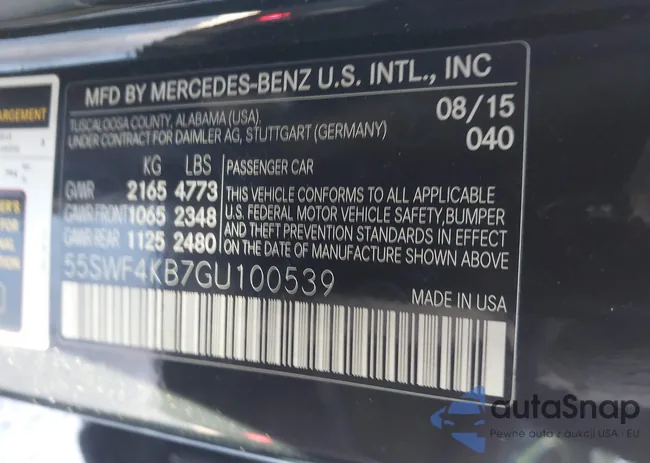 ARGEMENT
MFD BY MERCEDES-BENZ U.S. INTL., INC
TUSCALOOSA COUNTY, ALABAMA (USA).
UNDER CONTRACT FOR DAIMLER AG, STUTTGART (GERMANY)
08/15
040
KG LBS
GVWR 2165 4773
GAWR FRONT 1065 2348
GAWR REAR 1125 2480
PASSENGER CAR
THIS VEHICLE CONFORMS TO ALL APPLICABLE
U.S. FEDERAL MOTOR VEHICLE SAFETY, BUMPER
AND THEFT PREVENTION STANDARDS IN EFFECT
ON THE DATE OF MANUFACTURE SHOWN ABOVE.
55SWF4KB7GU100539
MADE IN USA
autaSnap
Pewne auta z aukcji USA · EU